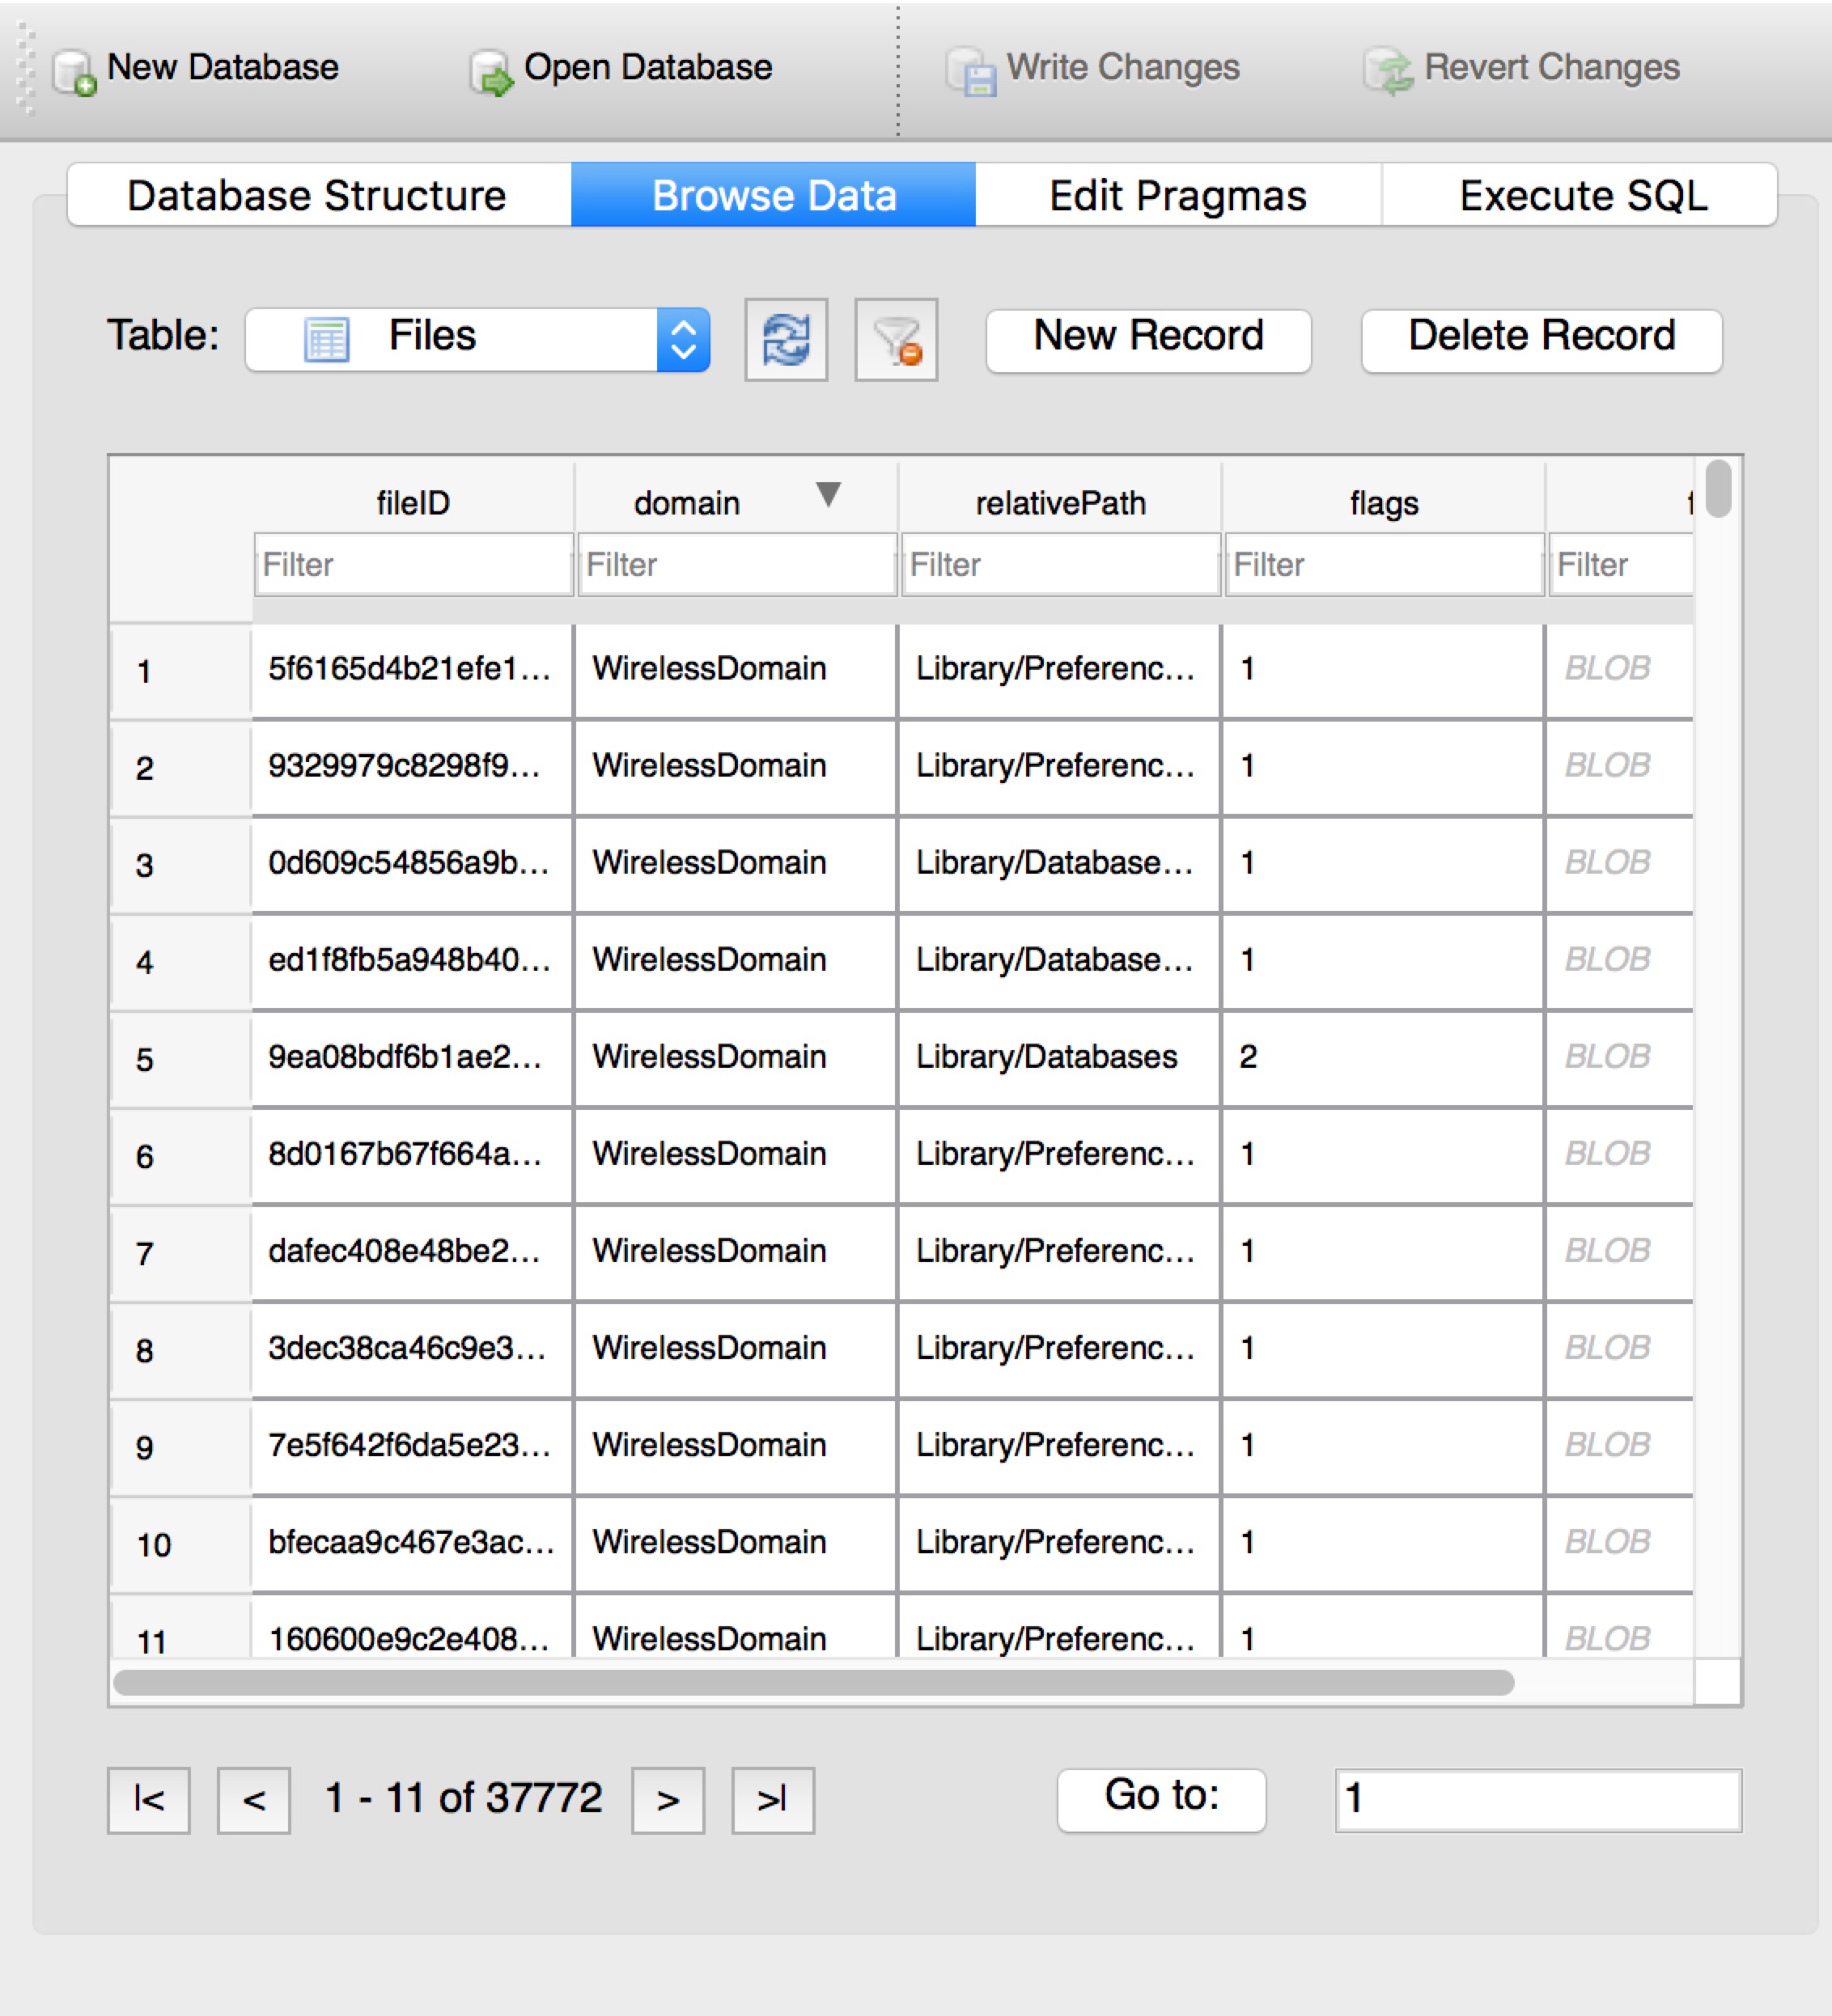 New Database Open Database Write Changes Revert Changes
Database Structure Browse Data Edit Pragmas Execute SQL
Table: Files New Record Delete Record
fileID domain relativePath flags f
Filter Filter Filter Filter Filter
1 5f6165d4b21efe1... WirelessDomain Library/Preferenc... 1 BLOB
2 9329979c8298f9... WirelessDomain Library/Preferenc... 1 BLOB
3 0d609c54856a9b... WirelessDomain Library/Database... 1 BLOB
4 ed1f8fb5a948b40... WirelessDomain Library/Database... 1 BLOB
5 9ea08bdf6b1ae2... WirelessDomain Library/Databases 2 BLOB
6 8d0167b67f664a... WirelessDomain Library/Preferenc... 1 BLOB
7 dafec408e48be2... WirelessDomain Library/Preferenc... 1 BLOB
8 3dec38ca46c9e3... WirelessDomain Library/Preferenc... 1 BLOB
9 7e5f642f6da5e23... WirelessDomain Library/Preferenc... 1 BLOB
10 bfecaa9c467e3ac... WirelessDomain Library/Preferenc... 1 BLOB
11 160600e9c2e408... WirelessDomain Library/Preferenc... 1 BLOB
|< < 1 - 11 of 37772 > >| Go to: 1